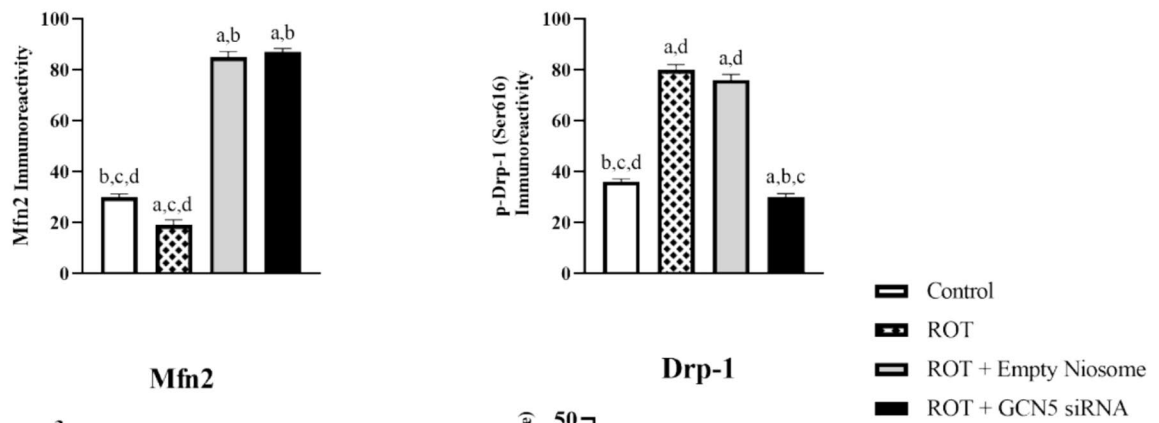 Mfn2 Immunoreactivity
100
80
60
40
20
0
b,c,d
a,c,d
a,b
a,b
p-Drp-1 (Ser616)
Immunoreactivity
100
80
60
40
20
0
b,c,d
a,d
a,d
a,b,c
Control
ROT
ROT + Empty Niosome
ROT + GCN5 siRNA
Mfn2
Drp-1
50